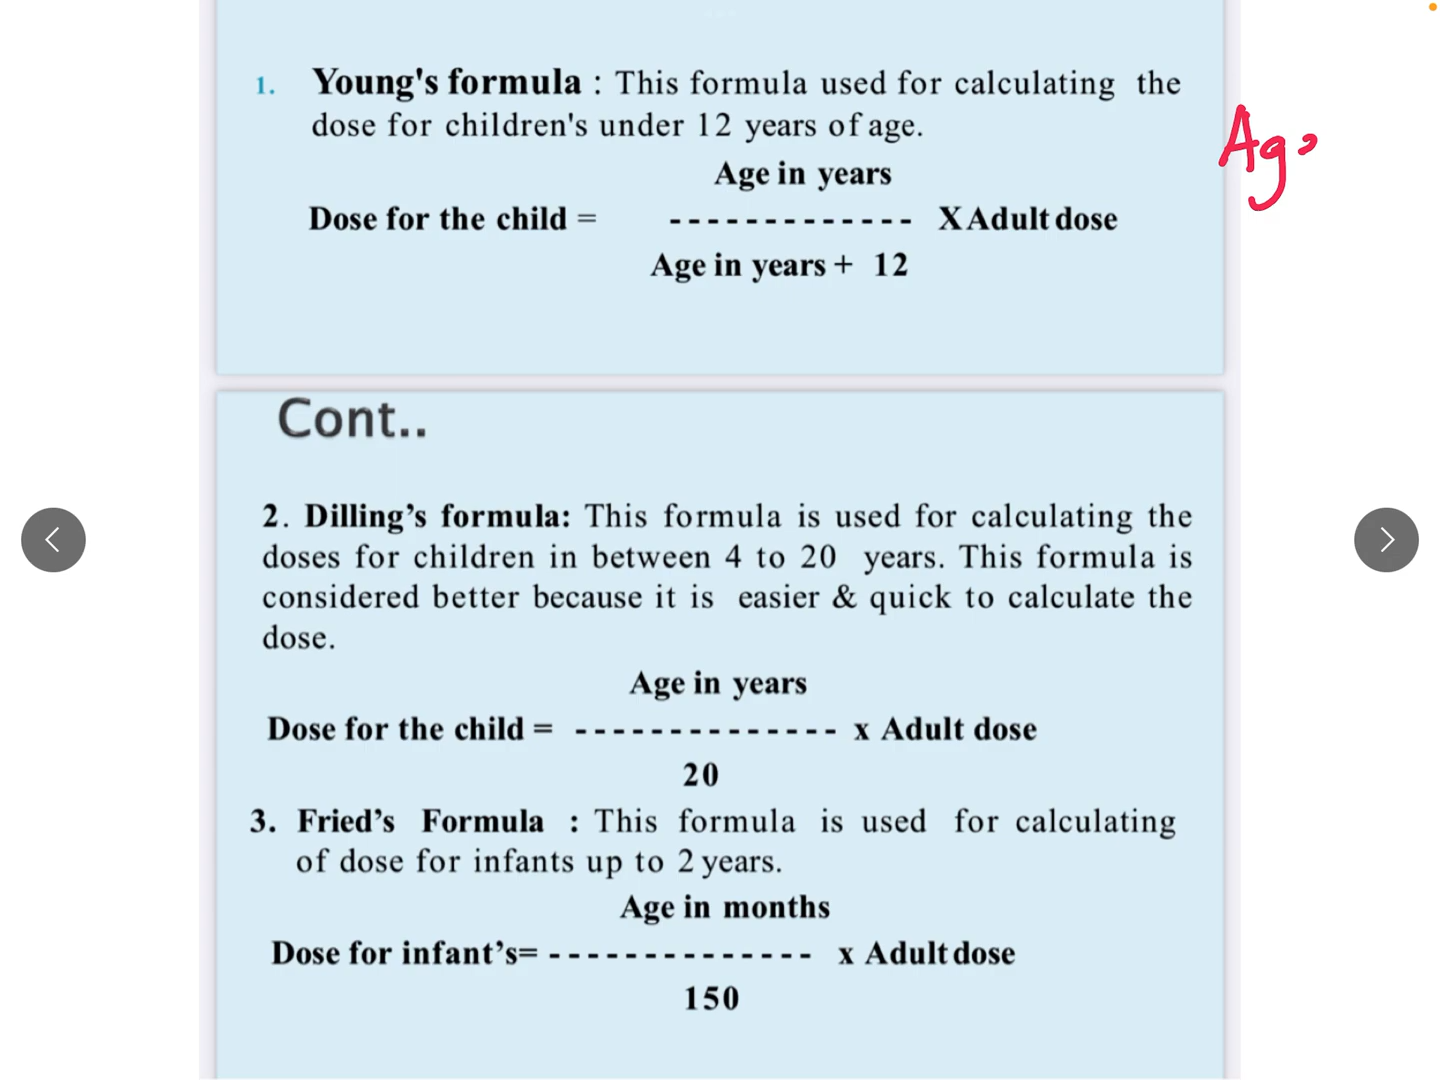 1. Young's formula : This formula used for calculating the
dose for children's under 12 years of age.
Age in years
Dose for the child = ------------- X Adult dose
Age in years + 12
Ag
Cont..
2. Dilling’s formula: This formula is used for calculating the
doses for children in between 4 to 20 years. This formula is
considered better because it is easier & quick to calculate the
dose.
Age in years
Dose for the child = -------------- x Adult dose
20
3. Fried’s Formula : This formula is used for calculating
of dose for infants up to 2 years.
Age in months
Dose for infant’s= -------------- x Adult dose
150